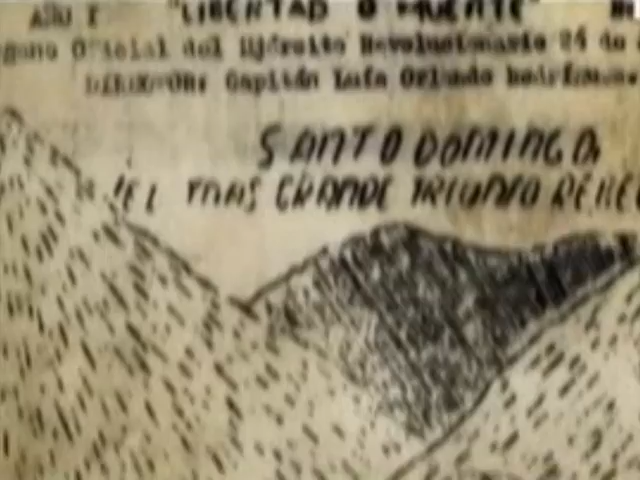 AÑO I "LIBERTAD O MUERTE"
Oficial del Ejército Revolucionario 26 de
DIRECTOR: Capitán Luis Orlando
SANTO DOMINGO.
"EL MAS GRANDE TRIUNFO REBE